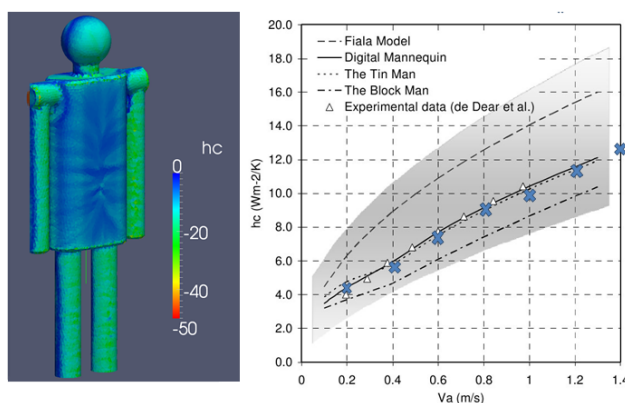 hc
0
-20
-40
-50
20.0
18.0
16.0
14.0
12.0
10.0
8.0
6.0
4.0
2.0
0.0
hc (Wm-2/K)
Fiala Model
Digital Mannequin
The Tin Man
The Block Man
Experimental data (de Dear et al.)
0 0.2 0.4 0.6 0.8 1 1.2 1.4
Va (m/s)